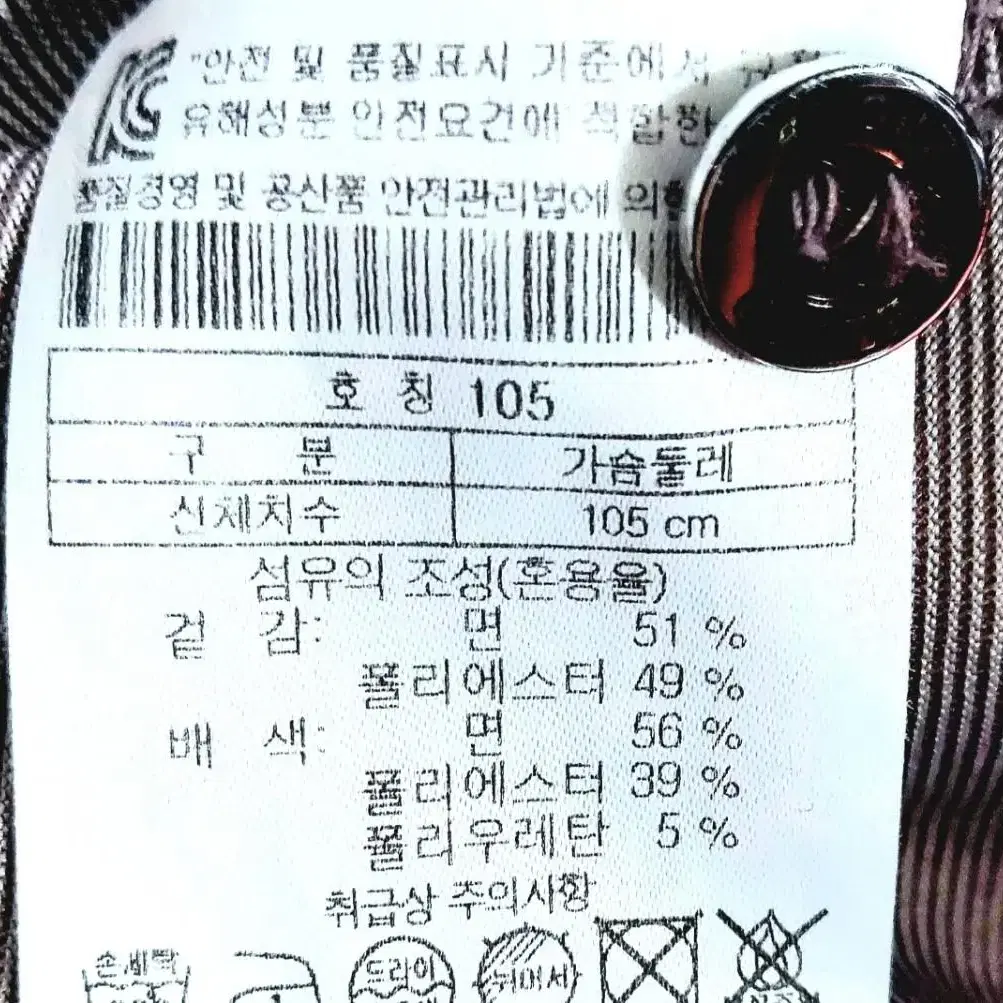 "안전 및 품질표시 기준에서
유해성분 안전요건에 적합한
품질경영 및 공산품 안전관리법에 의한
호 칭 105
구 분 가슴둘레
신체치수 105 cm
섬유의 조성(혼용율)
겉 감: 면 51 %
폴리에스터 49 %
배 색: 면 56 %
폴리에스터 39 %
폴리우레탄 5 %
취급상 주의사항
손세탁 드라이 뉘어서